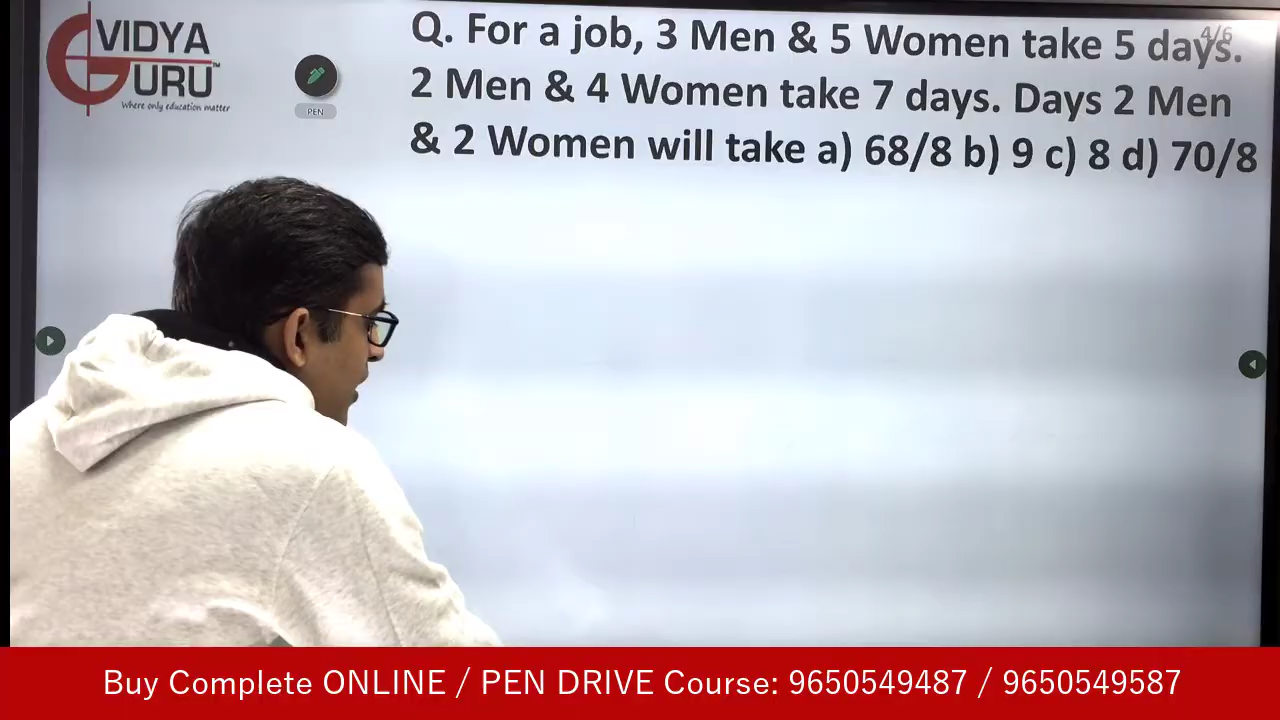 VIDYA
GURU
TM
Where only education matter
PEN
4/6
Q. For a job, 3 Men & 5 Women take 5 days.
2 Men & 4 Women take 7 days. Days 2 Men
& 2 Women will take a) 68/8 b) 9 c) 8 d) 70/8
Buy Complete ONLINE / PEN DRIVE Course: 9650549487 / 9650549587